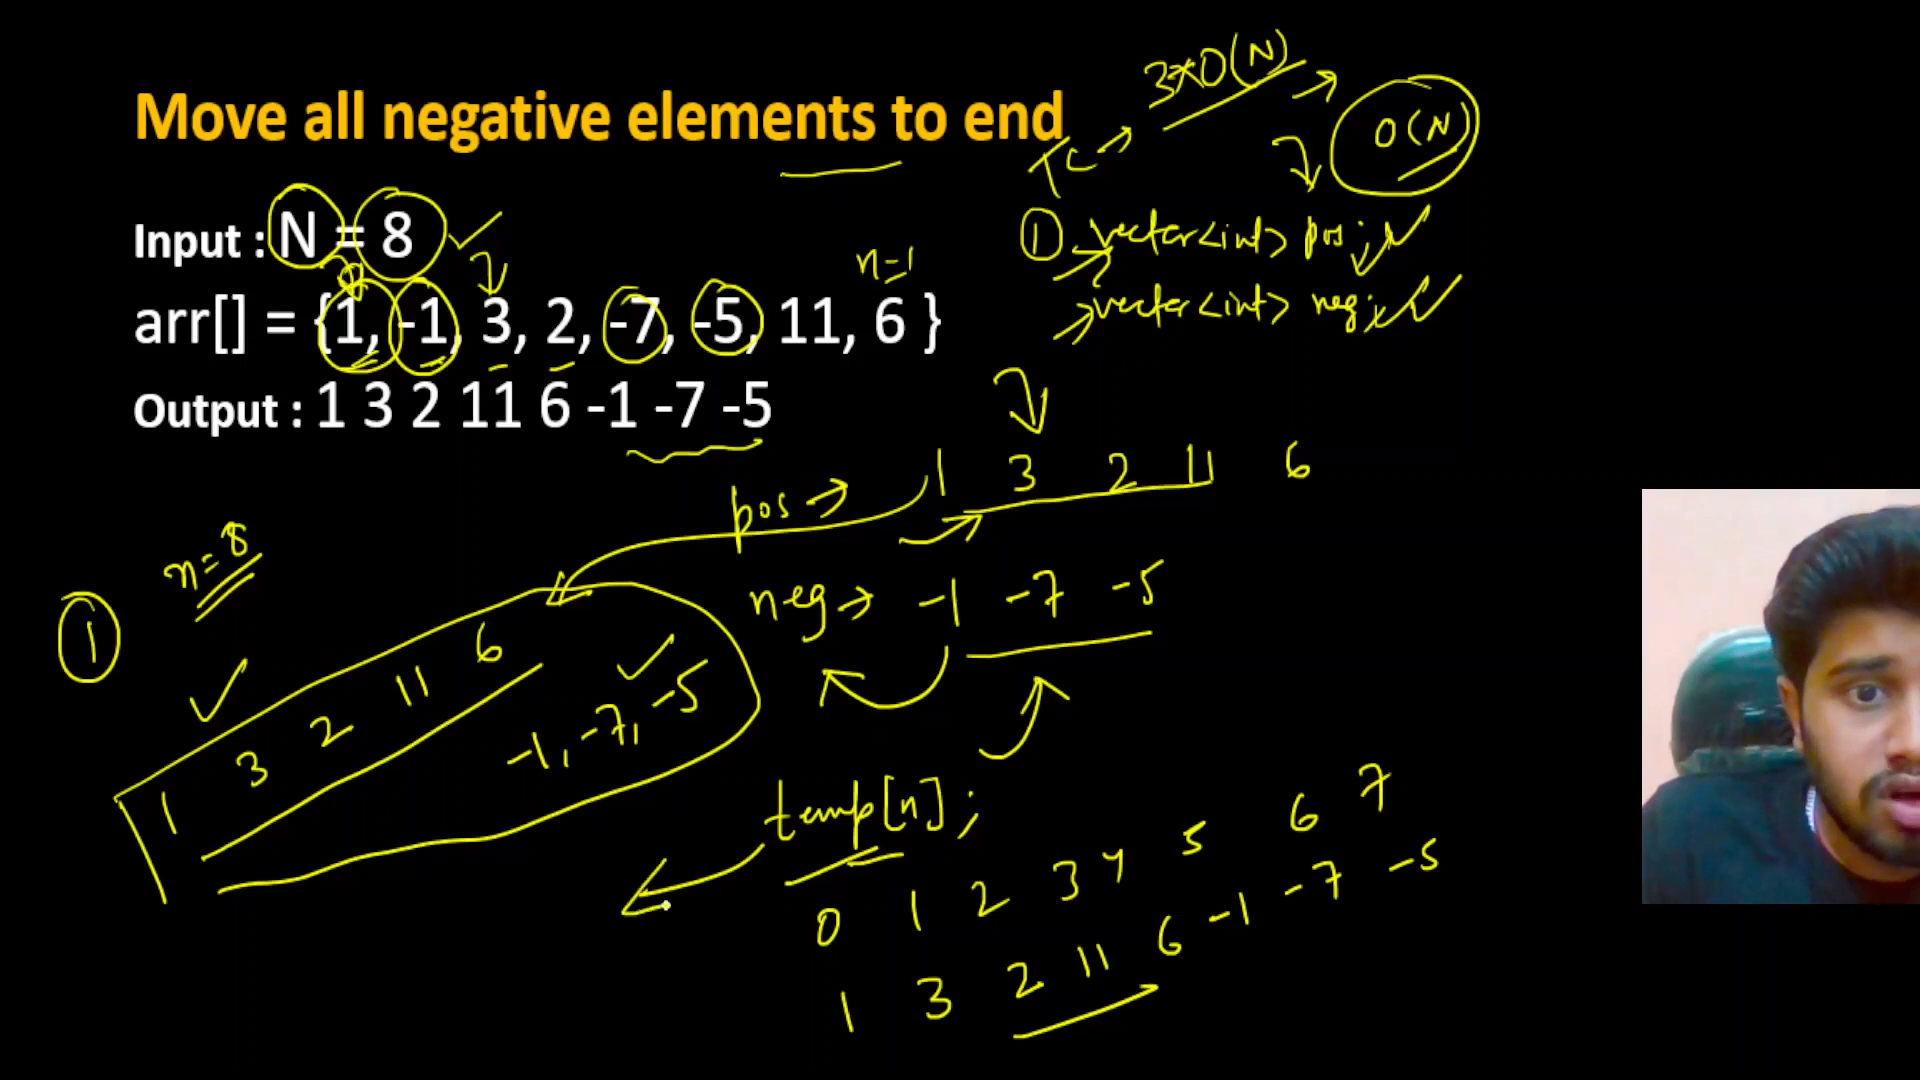 Move all negative elements to end
3*O(N)
TC → O(N)
Input : N = 8
① vector<int> pos;
n-1
vector<int> neg;
arr[] = {1, -1, 3, 2, -7, -5, 11, 6 }
Output : 1 3 2 11 6 -1 -7 -5
pos → 1 3 2 11 6
n=8
neg → -1 -7 -5
①
1 3 2 11 6
-1, -7, -5
temp[n];
0 1 2 3 4 5 6 7
1 3 2 11 6 -1 -7 -5